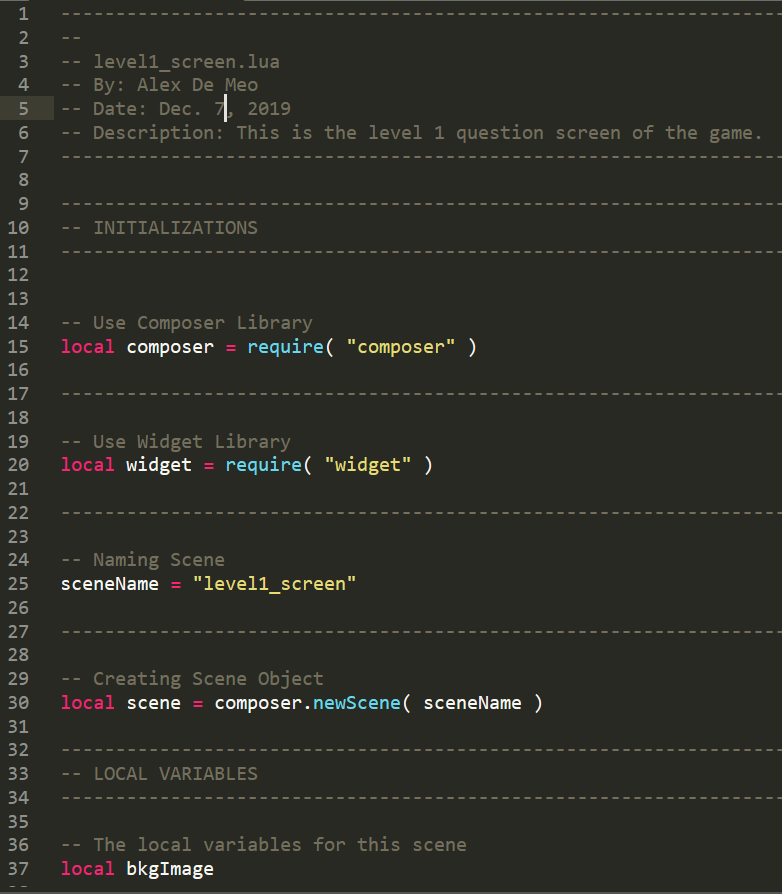 1 ------------------------------------------------------------------
2 --
3 -- level1_screen.lua
4 -- By: Alex De Meo
5 -- Date: Dec. 7, 2019
6 -- Description: This is the level 1 question screen of the game.
7 ------------------------------------------------------------------
8
9 ------------------------------------------------------------------
10 -- INITIALIZATIONS
11 ------------------------------------------------------------------
12
13
14 -- Use Composer Library
15 local composer = require( "composer" )
16
17 ------------------------------------------------------------------
18
19 -- Use Widget Library
20 local widget = require( "widget" )
21
22 ------------------------------------------------------------------
23
24 -- Naming Scene
25 sceneName = "level1_screen"
26
27 ------------------------------------------------------------------
28
29 -- Creating Scene Object
30 local scene = composer.newScene( sceneName )
31
32 ------------------------------------------------------------------
33 -- LOCAL VARIABLES
34 ------------------------------------------------------------------
35
36 -- The local variables for this scene
37 local bkgImage